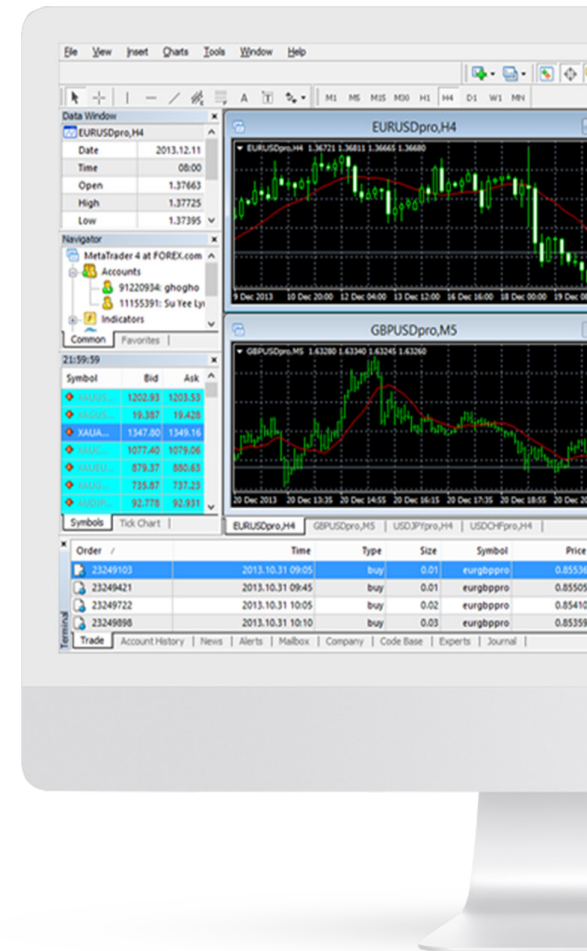 File View Insert Charts Tools Window Help
A T M1 M5 M15 M30 H1 H4 D1 W1 MN
Data Window
EURUSDpro,H4
Date 2013.12.11
Time 08:00
Open 1.37663
High 1.37725
Low 1.37395
Navigator
MetaTrader 4 at FOREX.com
Accounts
91220934: ghogho
11155391: Su Yee
Indicators
Common Favorites
21:59:59
Symbol Bid Ask
1202.93 1203.53
19.387 19.428
XAUA... 1347.80 1349.16
1077.40 1079.06
879.37 880.63
735.87 737.23
92.778 92.931
Symbols Tick Chart
EURUSDpro,H4
EURUSDpro,H4 1.36721 1.36811 1.36665 1.36680
9 Dec 2013 10 Dec 20:00 12 Dec 04:00 13 Dec 12:00 16 Dec 16:00 18 Dec 00:00 19 Dec
GBPUSDpro,M5
GBPUSDpro,M5 1.63280 1.63340 1.63245 1.63260
20 Dec 2013 20 Dec 13:35 20 Dec 14:55 20 Dec 16:15 20 Dec 17:35 20 Dec 18:55 20 Dec
EURUSDpro,H4 GBPUSDpro,M5 USDJPYpro,H4 USDCHFpro,H4
Order / Time Type Size Symbol Price
23249103 2013.10.31 09:05 buy 0.01 eurgbppro 0.85536
23249421 2013.10.31 09:45 buy 0.01 eurgbppro 0.85505
23249722 2013.10.31 10:05 buy 0.02 eurgbppro 0.85410
23249898 2013.10.31 10:10 buy 0.03 eurgbppro 0.85359
Terminal
Trade Account History News Alerts Mailbox Company Code Base Experts Journal